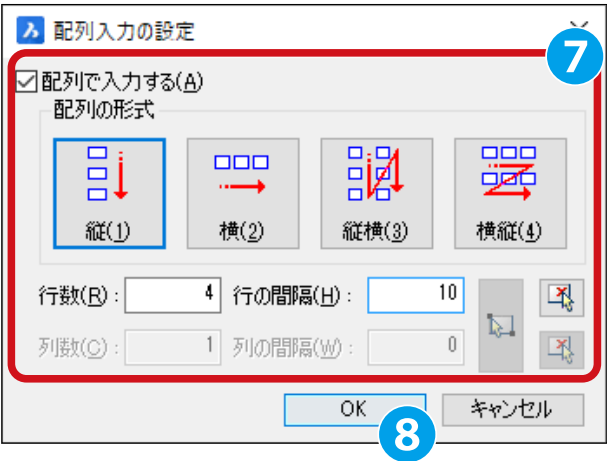 配列入力の設定
7
配列で入力する(A)
配列の形式
縦(1) 横(2) 縦横(3) 横縦(4)
行数(R): 4 行の間隔(H): 10
列数(C): 1 列の間隔(W): 0
OK キャンセル
8